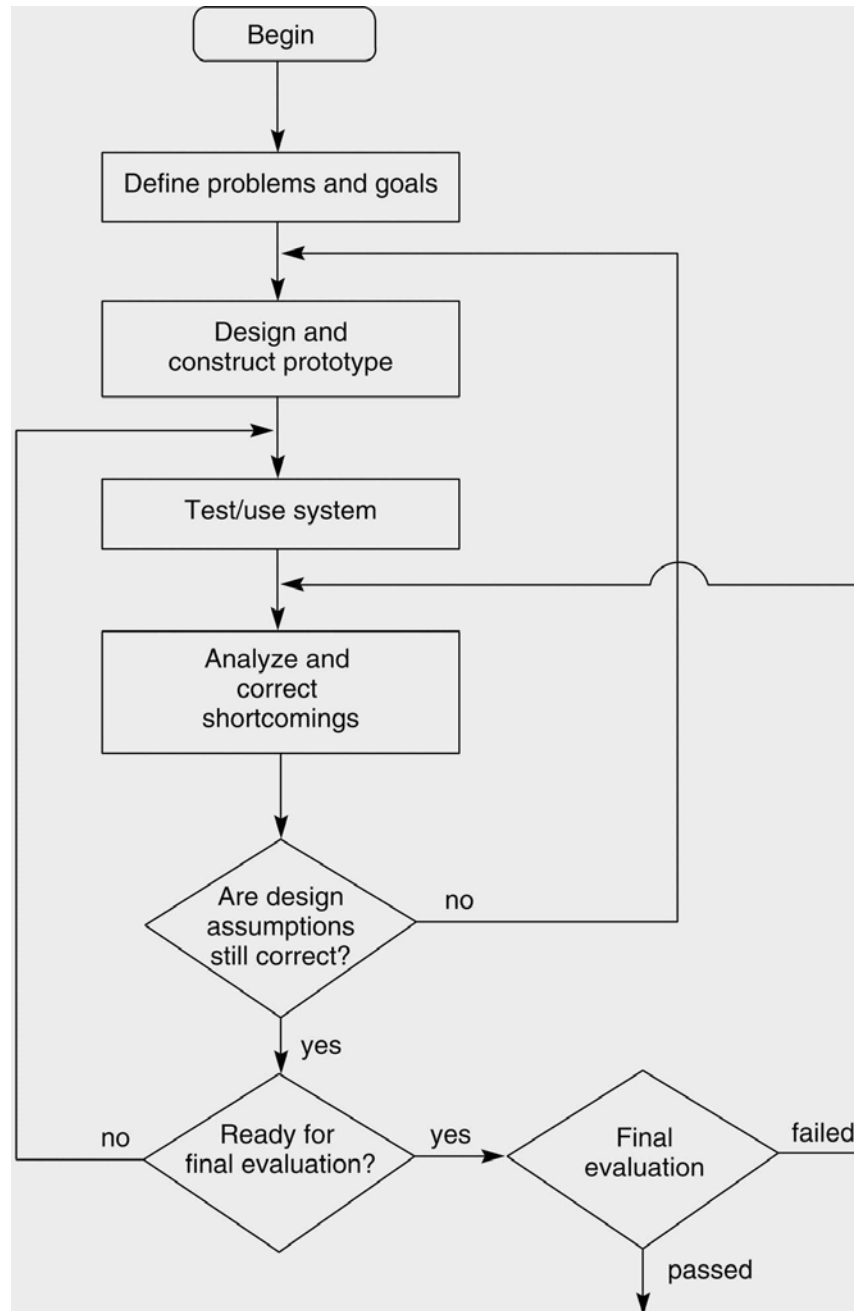 Begin
Define problems and goals
Design and
construct prototype
Test/use system
Analyze and
correct
shortcomings
Are design
assumptions
still correct?
no
yes
no
Ready for
final evaluation?
yes
Final
evaluation
failed
passed